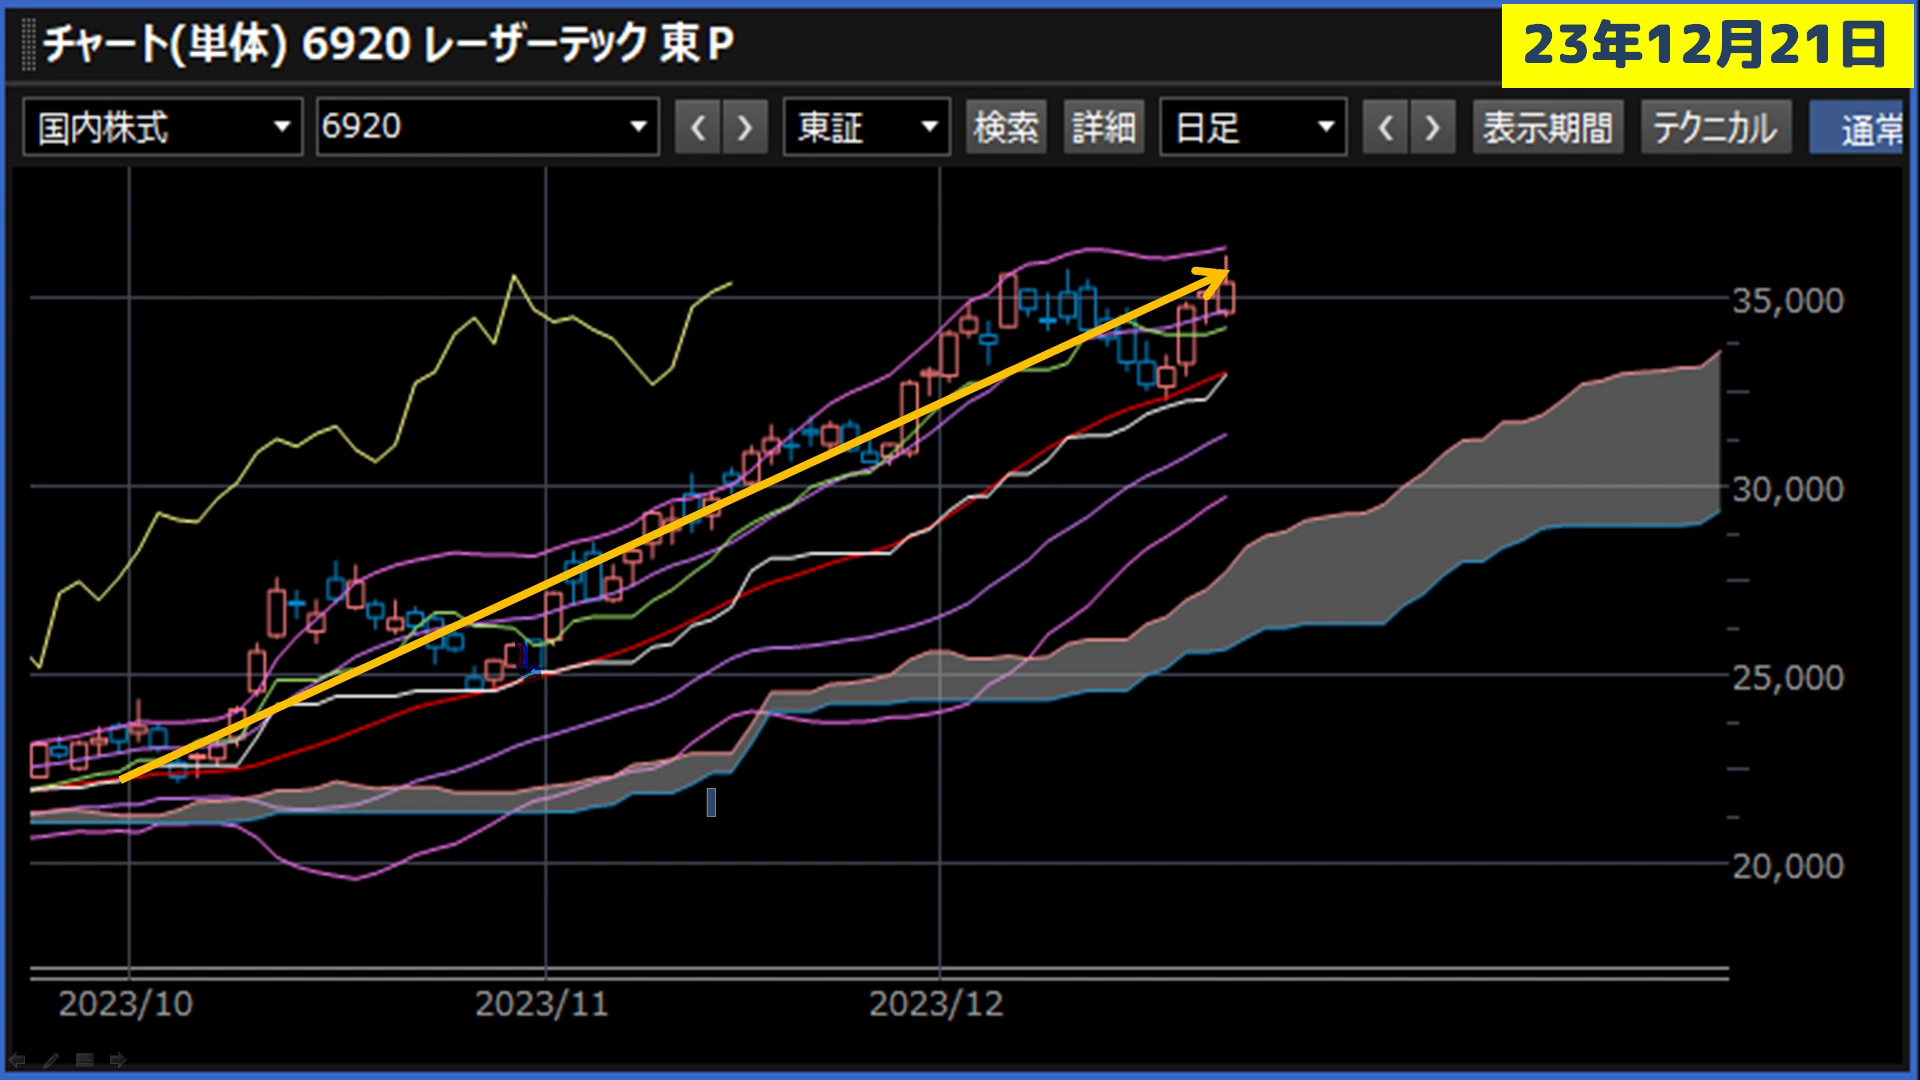 チャート(単体) 6920 レーザーテック 東P
23年12月21日
国内株式 6920 東証 検索 詳細 日足 表示期間 テクニカル 通常
35,000
30,000
25,000
20,000
2023/10 2023/11 2023/12